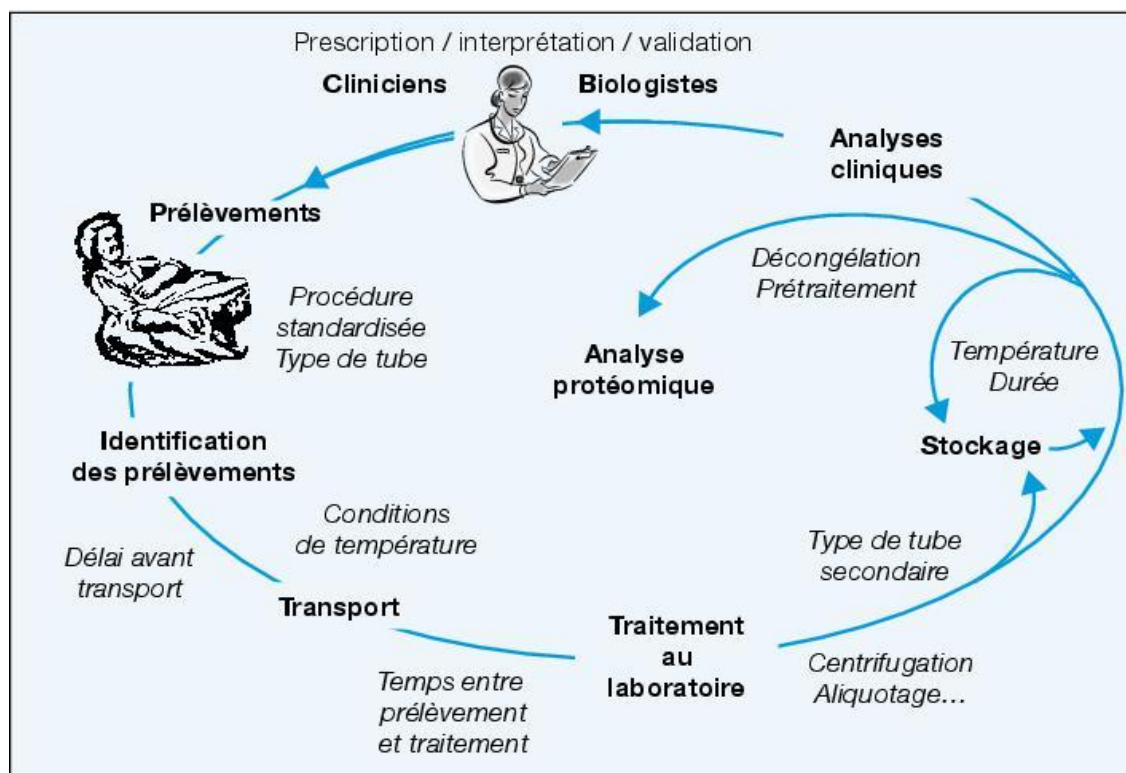 Prescription / interprétation / validation
Cliniciens
Biologistes
Analyses
cliniques
Prélèvements
Procédure
standardisée
Type de tube
Décongélation
Prétraitement
Analyse
protéomique
Température
Durée
Identification
des prélèvements
Stockage
Conditions
de température
Délai avant
transport
Type de tube
secondaire
Transport
Traitement
au
laboratoire
Centrifugation
Aliquotage…
Temps entre
prélèvement
et traitement